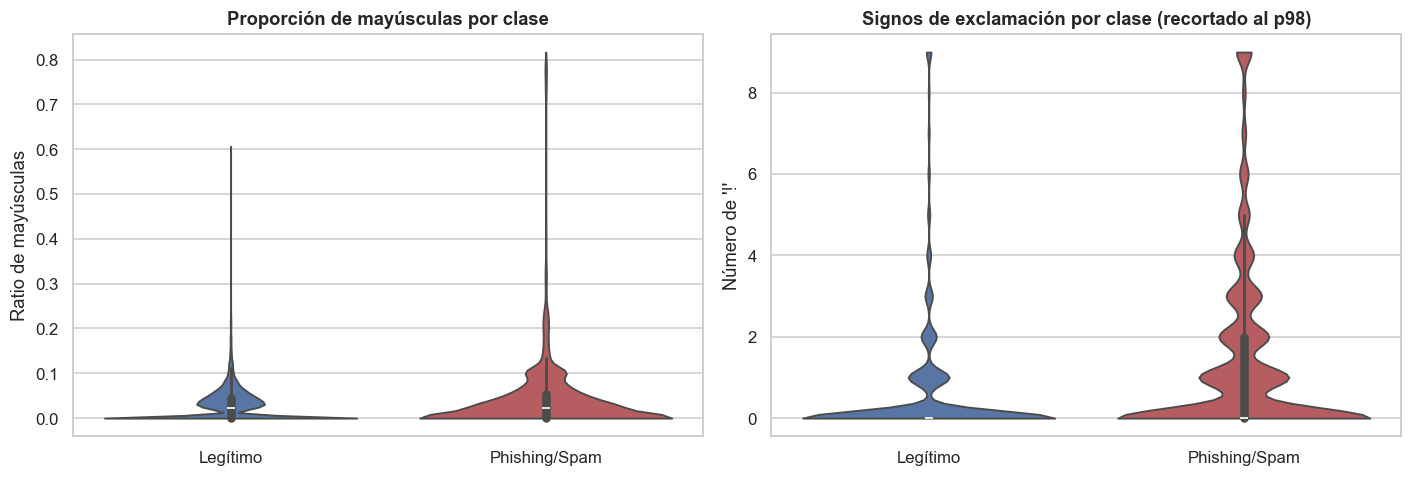 Proporción de mayúsculas por clase
Ratio de mayúsculas
0.8
0.7
0.6
0.5
0.4
0.3
0.2
0.1
0.0
Legítimo
Phishing/Spam
Signos de exclamación por clase (recortado al p98)
Número de '!'
8
6
4
2
0
Legítimo
Phishing/Spam